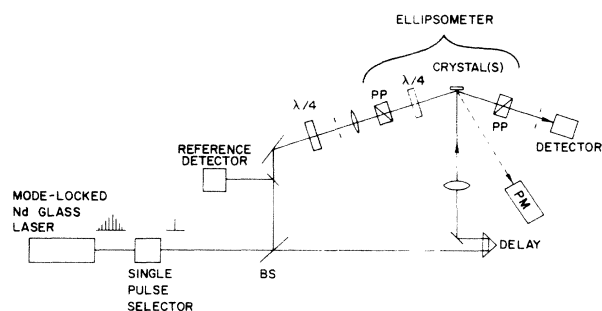 ELLIPSOMETER
CRYSTAL(S)
λ/4
PP
λ/4
PP
DETECTOR
REFERENCE
DETECTOR
PM
MODE-LOCKED
Nd GLASS
LASER
DELAY
SINGLE
PULSE
SELECTOR
BS